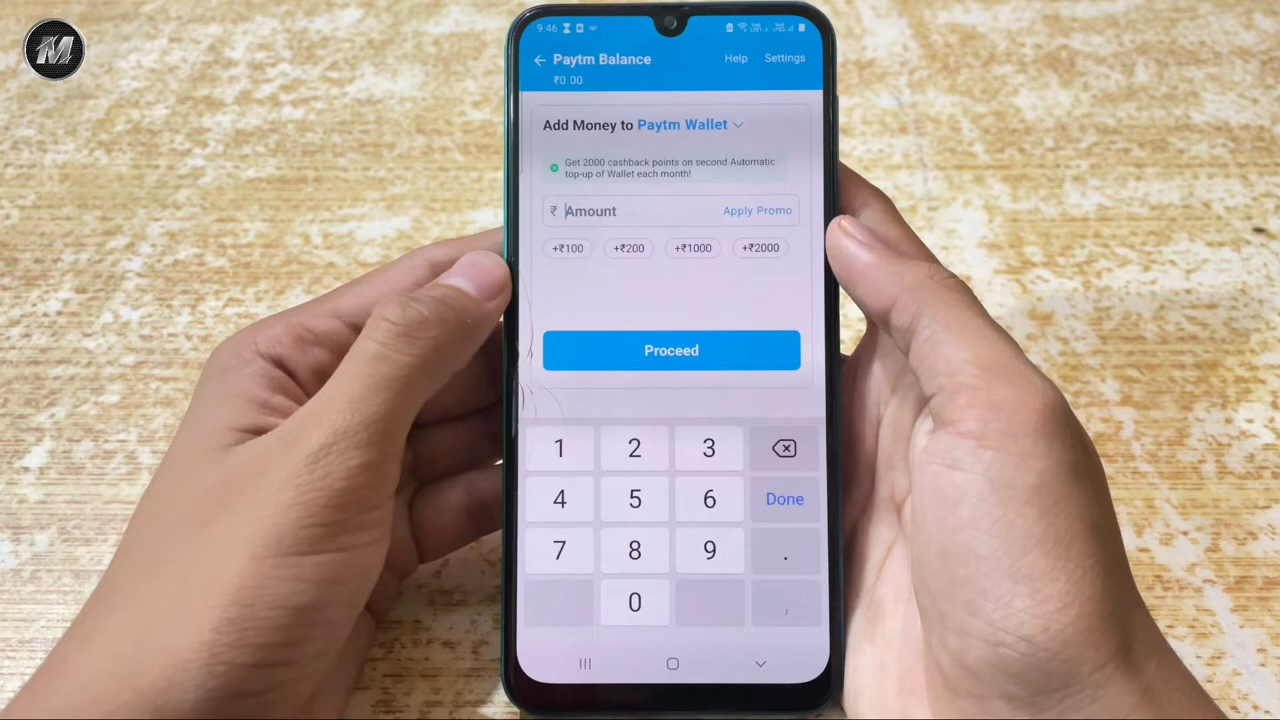 M
9:46
Paytm Balance
Help
Settings
₹0.00
Add Money to Paytm Wallet
Get 2000 cashback points on second Automatic
top-up of Wallet each month!
₹ Amount
Apply Promo
+₹100
+₹200
+₹1000
+₹2000
Proceed
1 2 3
4 5 6 Done
7 8 9 .
0 ,